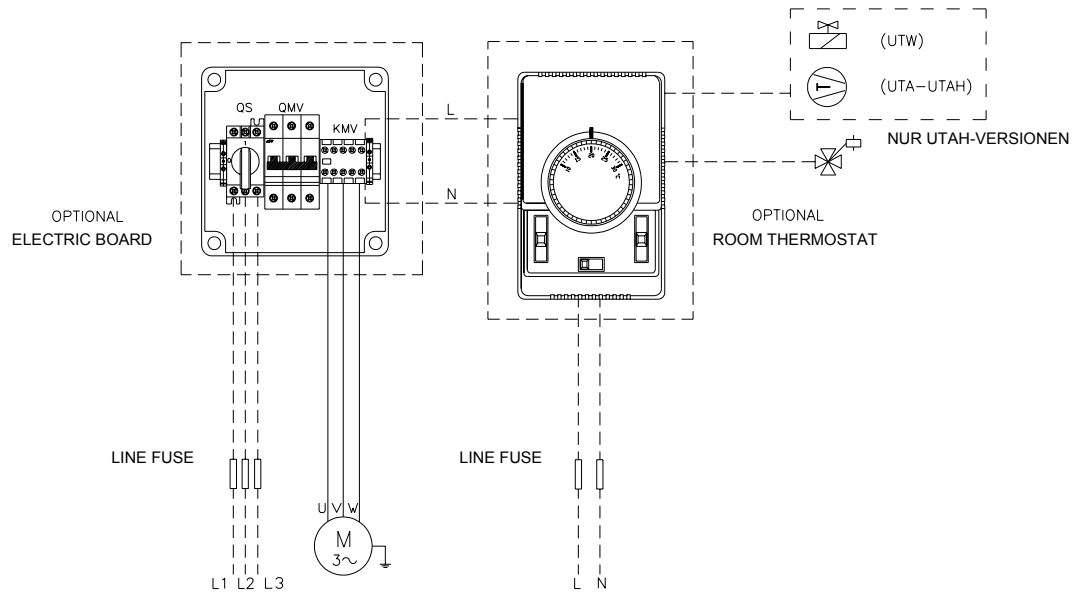 (UTW)
(UTA-UTAH)
NUR UTAH-VERSIONEN
QS
QMV
KMV
L
N
OPTIONAL
ELECTRIC BOARD
OPTIONAL
ROOM THERMOSTAT
LINE FUSE
LINE FUSE
U V W
M
3~
L1 L2 L3
L N